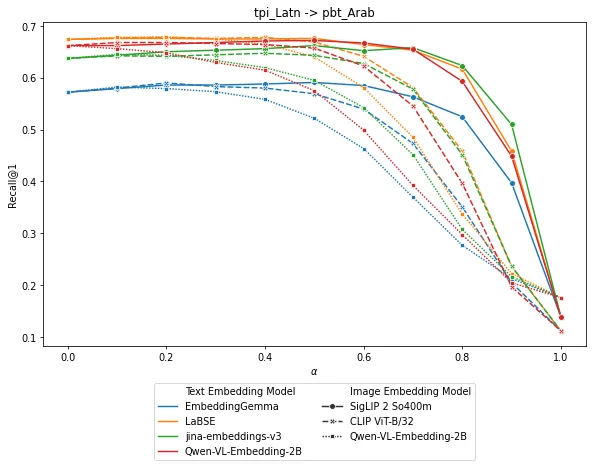 tpi_Latn -> pbt_Arab
Recall@1
0.7
0.6
0.5
0.4
0.3
0.2
0.1
0.0
0.2
0.4
0.6
0.8
1.0
α
Text Embedding Model
EmbeddingGemma
LaBSE
jina-embeddings-v3
Qwen-VL-Embedding-2B
Image Embedding Model
SigLIP 2 So400m
CLIP ViT-B/32
Qwen-VL-Embedding-2B